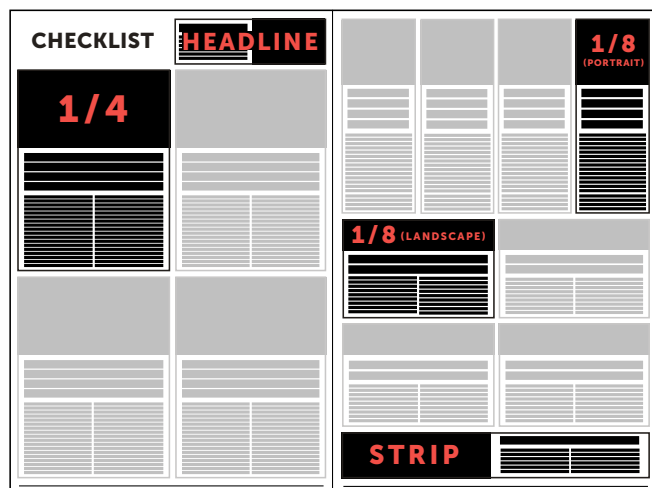 CHECKLIST
HEADLINE
1/4
1/8
(PORTRAIT)
1/8 (LANDSCAPE)
STRIP